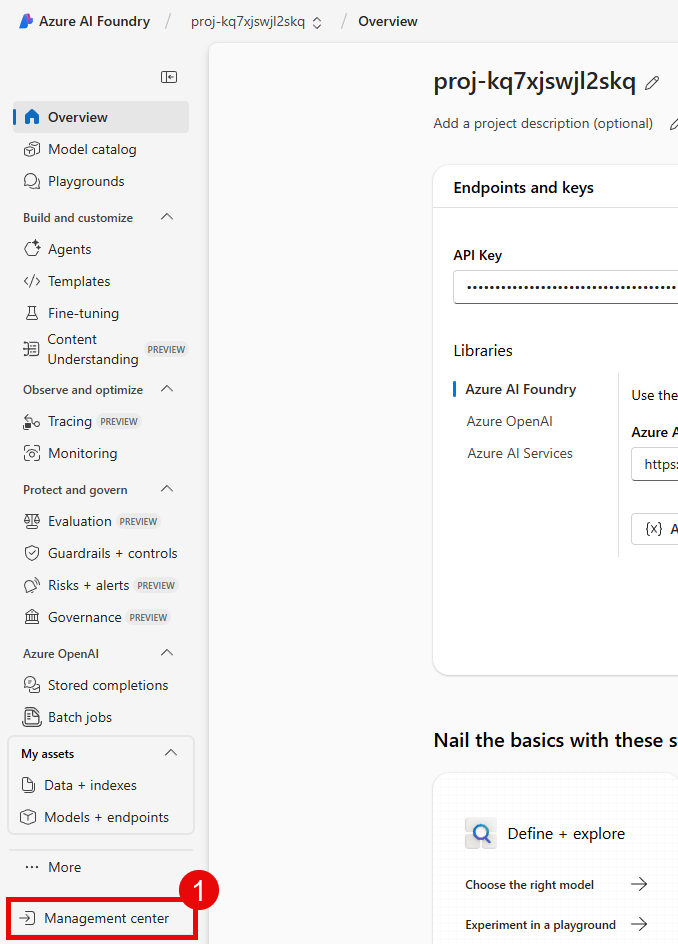 Azure AI Foundry / proj-kq7xjswjl2skq / Overview
Overview
Model catalog
Playgrounds
Build and customize
Agents
Templates
Fine-tuning
Content
Understanding PREVIEW
Observe and optimize
Tracing PREVIEW
Monitoring
Protect and govern
Evaluation PREVIEW
Guardrails + controls
Risks + alerts PREVIEW
Governance PREVIEW
Azure OpenAI
Stored completions
Batch jobs
My assets
Data + indexes
Models + endpoints
More
1
Management center
proj-kq7xjswjl2skq
Add a project description (optional)
Endpoints and keys
API Key
Libraries
Azure AI Foundry
Azure OpenAI
Azure AI Services
Use the
Azure A
https:
{x} A
Nail the basics with these s
Define + explore
Choose the right model
Experiment in a playground